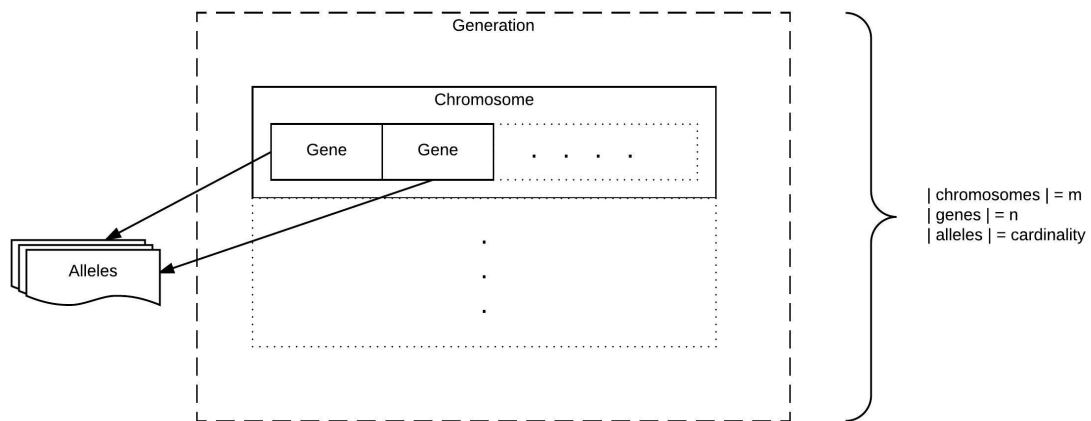 Generation
Chromosome
Gene
Gene
. . . .
Alleles
.
.
.
| chromosomes | = m
| genes | = n
| alleles | = cardinality